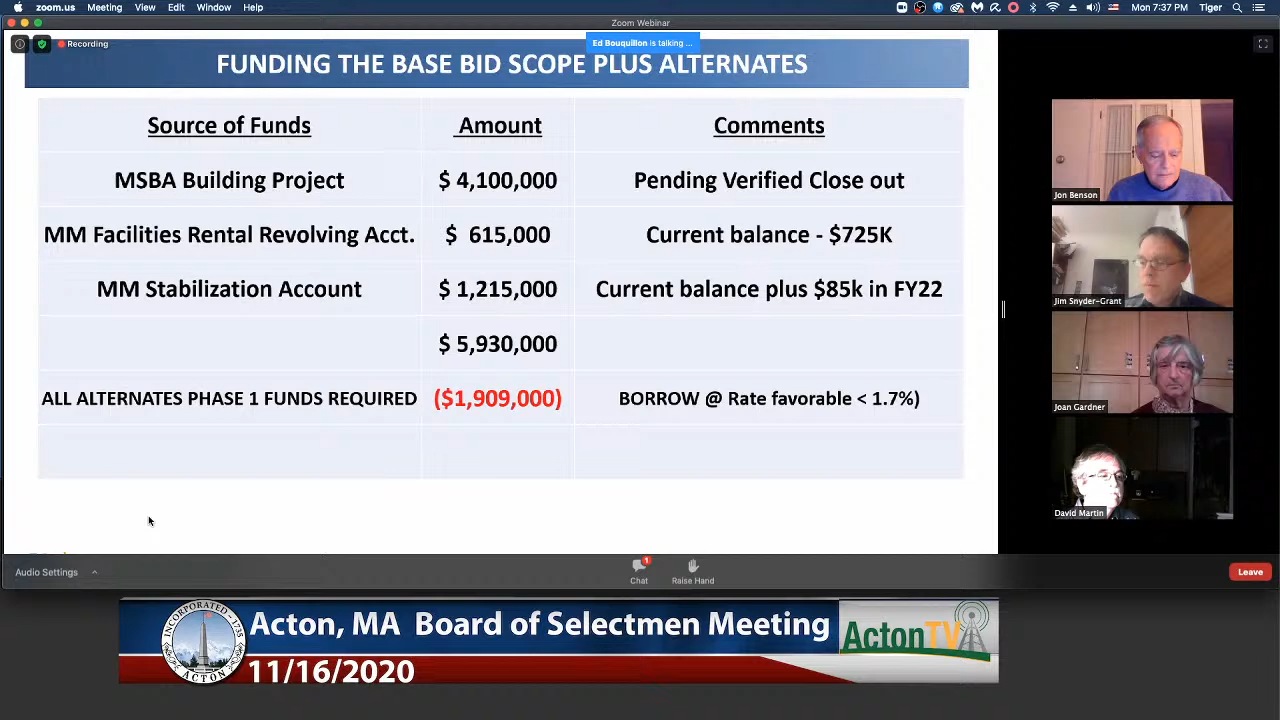 zoom.us Meeting View Edit Window Help
Mon 7:37 PM Tiger
Zoom Webinar
Recording
Ed Bouquillon is talking ...
FUNDING THE BASE BID SCOPE PLUS ALTERNATES
Source of Funds Amount Comments
MSBA Building Project $ 4,100,000 Pending Verified Close out
MM Facilities Rental Revolving Acct. $ 615,000 Current balance - $725K
MM Stabilization Account $ 1,215,000 Current balance plus $85k in FY22
$ 5,930,000
ALL ALTERNATES PHASE 1 FUNDS REQUIRED ($1,909,000) BORROW @ Rate favorable < 1.7%)
Jon Benson
Jim Snyder-Grant
Joan Gardner
David Martin
Audio Settings
1
Chat
Raise Hand
Leave
INCORPORATED 1735
ACTON
Acton, MA Board of Selectmen Meeting
11/16/2020
ActonTV